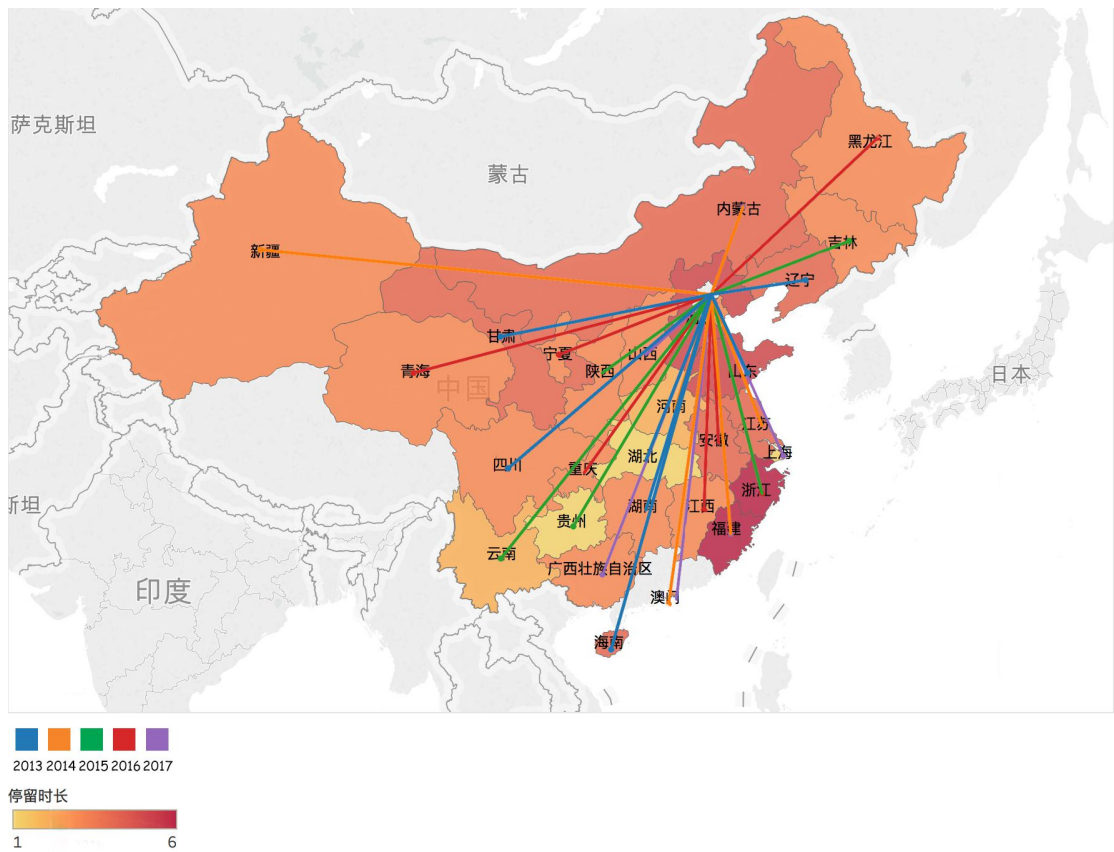 萨克斯坦
黑龙江
蒙古
内蒙古
吉林
新疆
辽宁
甘肃
宁夏
山西
青海
陕西
山东
日本
中国
河南
江苏
安徽
上海
湖北
四川
重庆
浙江
斯坦
湖南
江西
贵州
福建
云南
广西壮族自治区
印度
澳门
海南
2013 2014 2015 2016 2017
停留时长
1 6